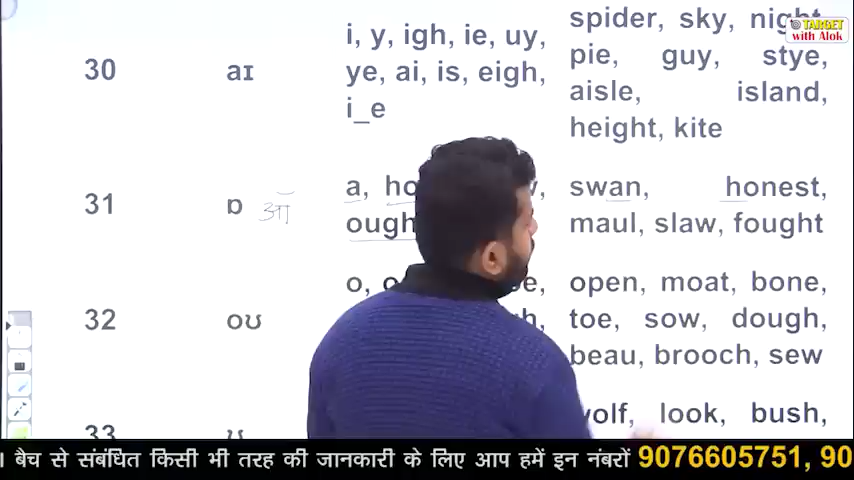 TARGET
with Alok
i, y, igh, ie, uy,
ye, ai, is, eigh,
i_e
spider, sky, night
pie, guy, stye,
aisle, island,
height, kite
30 aɪ
31 ɒ ऑ
a,
ough
swan, honest,
maul, slaw, fought
32 oʊ
o,
open, moat, bone,
toe, sow, dough,
beau, brooch, sew
33 ʊ
wolf, look, bush,
। बैच से संबंधित किसी भी तरह की जानकारी के लिए आप हमें इन नंबरों 9076605751, 90